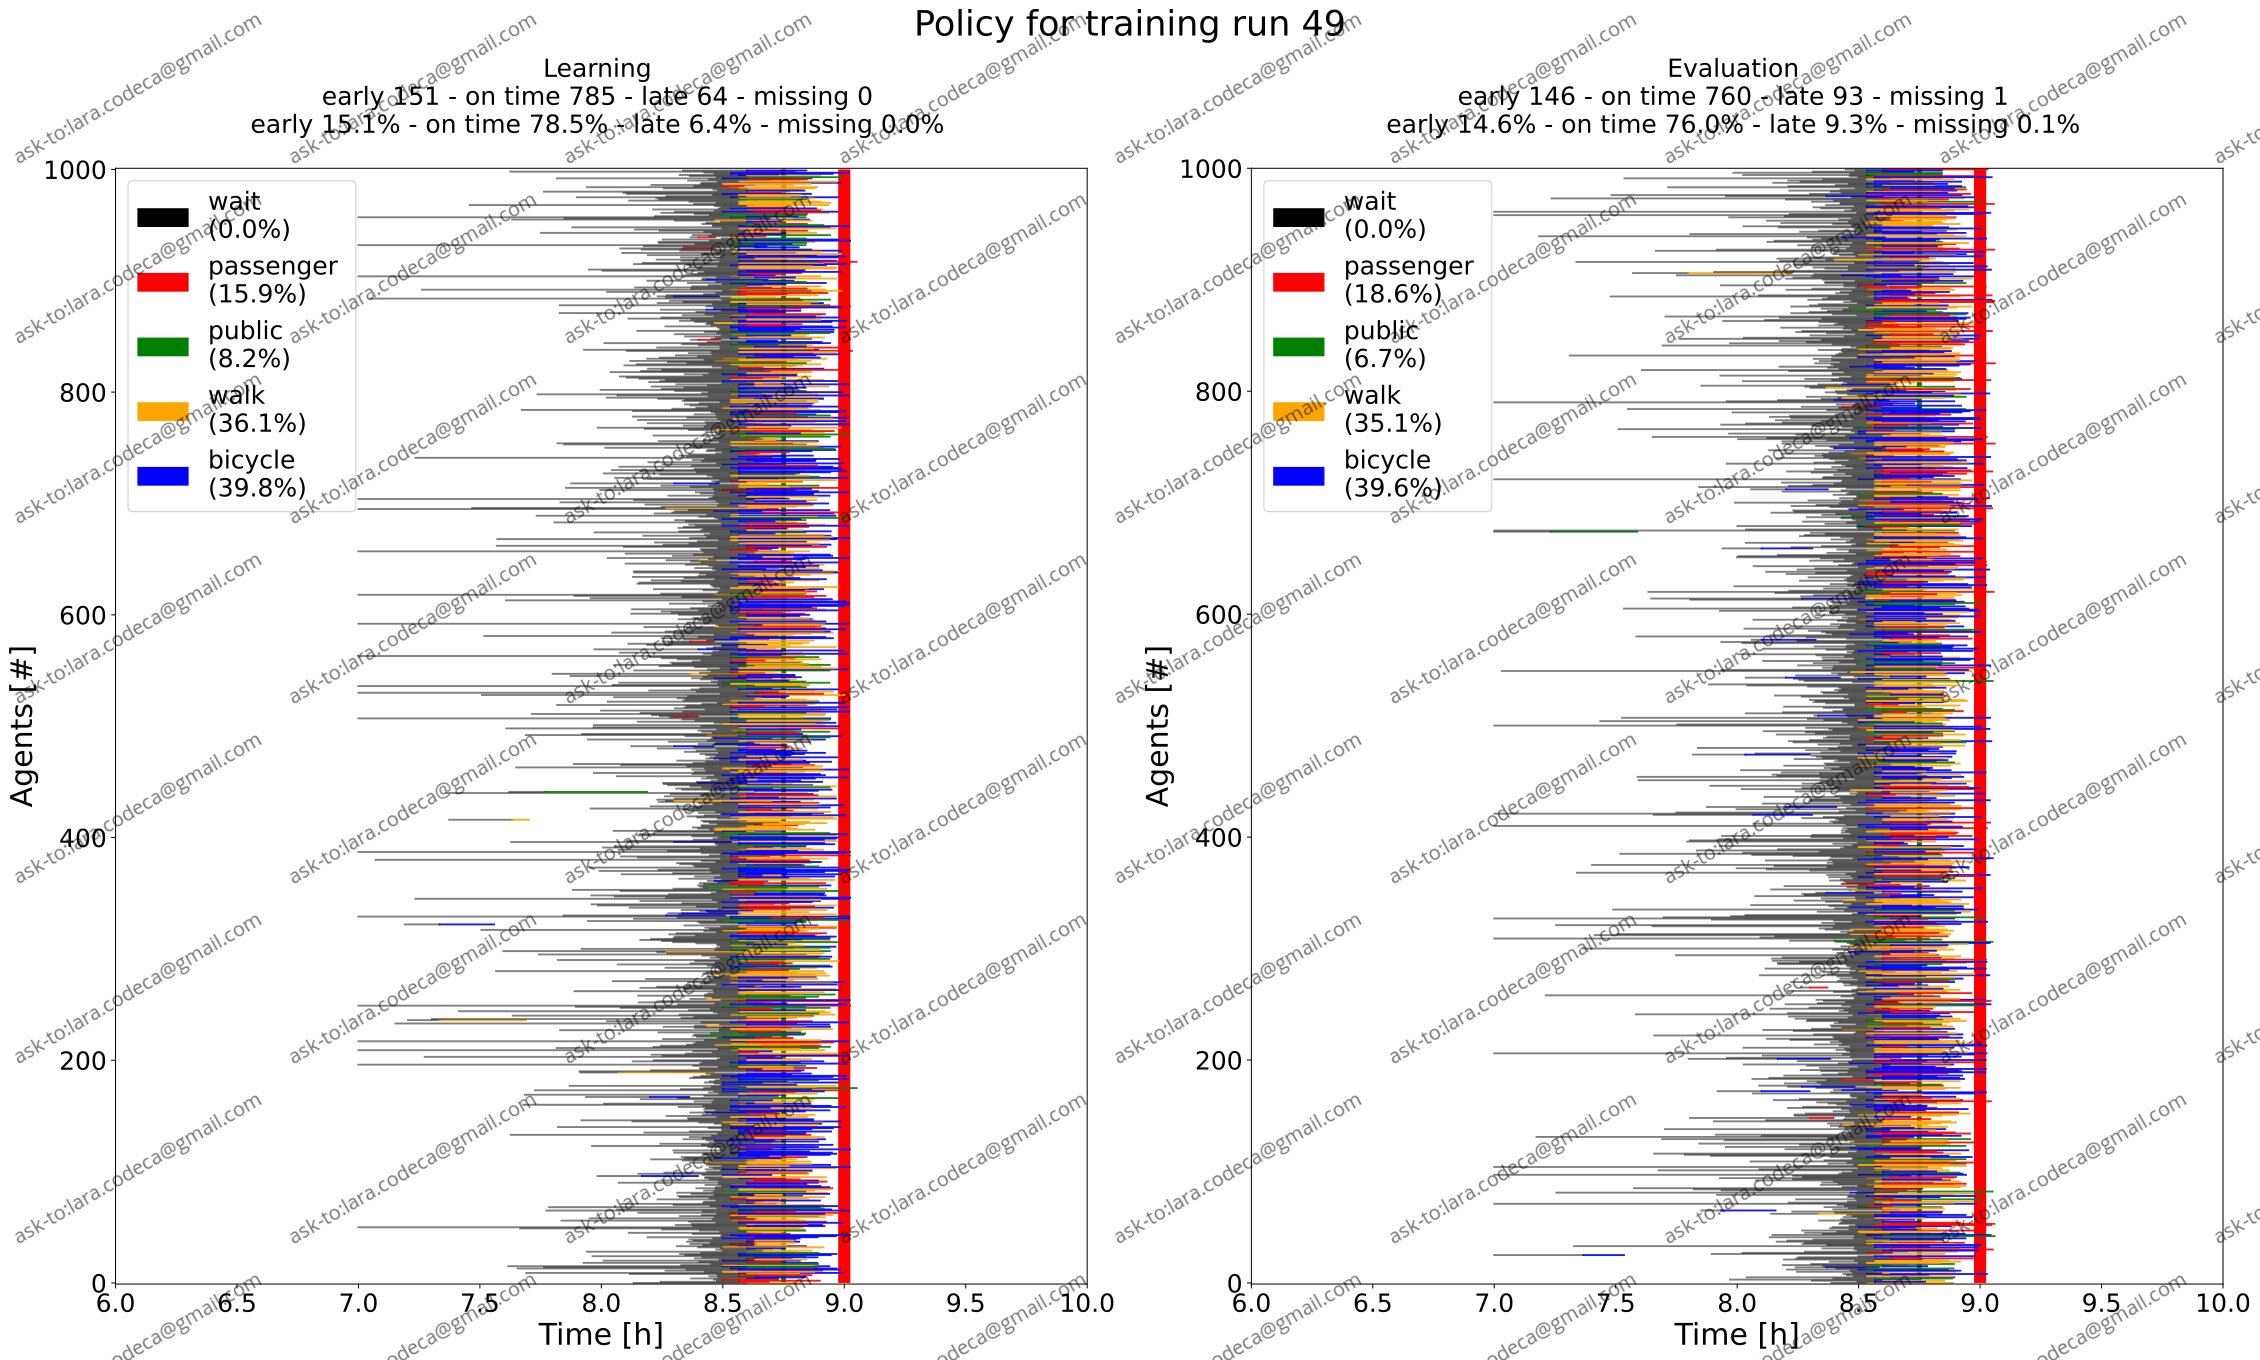 Policy for training run 49
Learning
early 151 - on time 785 - late 64 - missing 0
early 15.1% - on time 78.5% - late 6.4% - missing 0.0%
1000
800
600
400
200
0
Agents [#]
wait
(0.0%)
passenger
(15.9%)
public
(8.2%)
walk
(36.1%)
bicycle
(39.8%)
6.0 6.5 7.0 7.5 8.0 8.5 9.0 9.5 10.0
Time [h]
Evaluation
early 146 - on time 760 - late 93 - missing 1
early 14.6% - on time 76.0% - late 9.3% - missing 0.1%
1000
800
600
400
200
0
Agents [#]
wait
(0.0%)
passenger
(18.6%)
public
(6.7%)
walk
(35.1%)
bicycle
(39.6%)
6.0 6.5 7.0 7.5 8.0 8.5 9.0 9.5 10.0
Time [h]
ask-to:lara.codeca@gmail.com